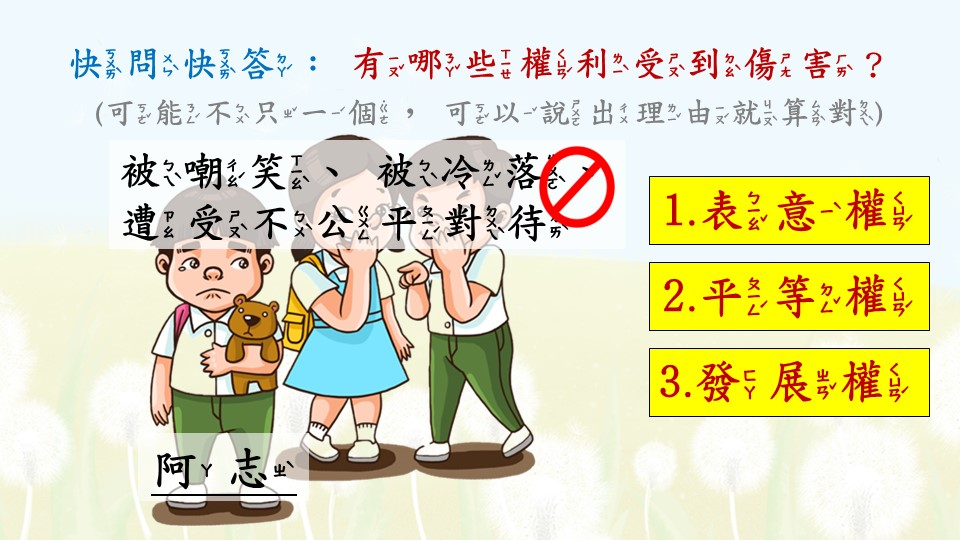 快問快答： 有哪些權利受到傷害？
（可能不只一個， 可以說出理由就算對）
被嘲笑、 被冷落、
遭受不公平對待
1.表意權
2.平等權
3.發展權
阿志